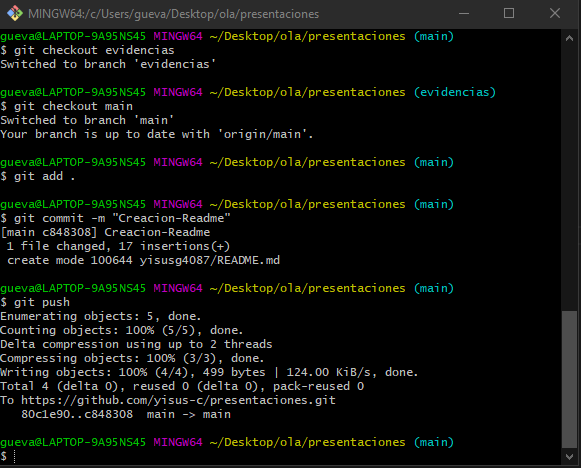 MINGW64:/c/Users/gueva/Desktop/ola/presentaciones
gueva@LAPTOP-9A95NS45 MINGW64 ~/Desktop/ola/presentaciones (main)
$ git checkout evidencias
Switched to branch 'evidencias'
gueva@LAPTOP-9A95NS45 MINGW64 ~/Desktop/ola/presentaciones (evidencias)
$ git checkout main
Switched to branch 'main'
Your branch is up to date with 'origin/main'.
gueva@LAPTOP-9A95NS45 MINGW64 ~/Desktop/ola/presentaciones (main)
$ git add .
gueva@LAPTOP-9A95NS45 MINGW64 ~/Desktop/ola/presentaciones (main)
$ git commit -m "Creacion-Readme"
[main c848308] Creacion-Readme
1 file changed, 17 insertions(+)
create mode 100644 yisusg4087/README.md
gueva@LAPTOP-9A95NS45 MINGW64 ~/Desktop/ola/presentaciones (main)
$ git push
Enumerating objects: 5, done.
Counting objects: 100% (5/5), done.
Delta compression using up to 2 threads
Compressing objects: 100% (3/3), done.
Writing objects: 100% (4/4), 499 bytes | 124.00 KiB/s, done.
Total 4 (delta 0), reused 0 (delta 0), pack-reused 0
To https://github.com/yisus-c/presentaciones.git
80c1e90..c848308  main -> main
gueva@LAPTOP-9A95NS45 MINGW64 ~/Desktop/ola/presentaciones (main)
$